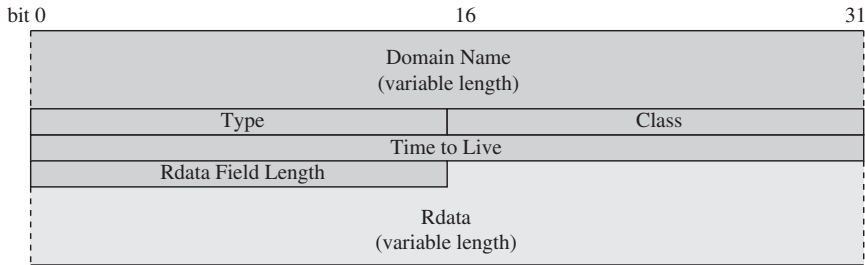 bit 0 16 31
Domain Name
(variable length)
Type Class
Time to Live
Rdata Field Length
Rdata
(variable length)